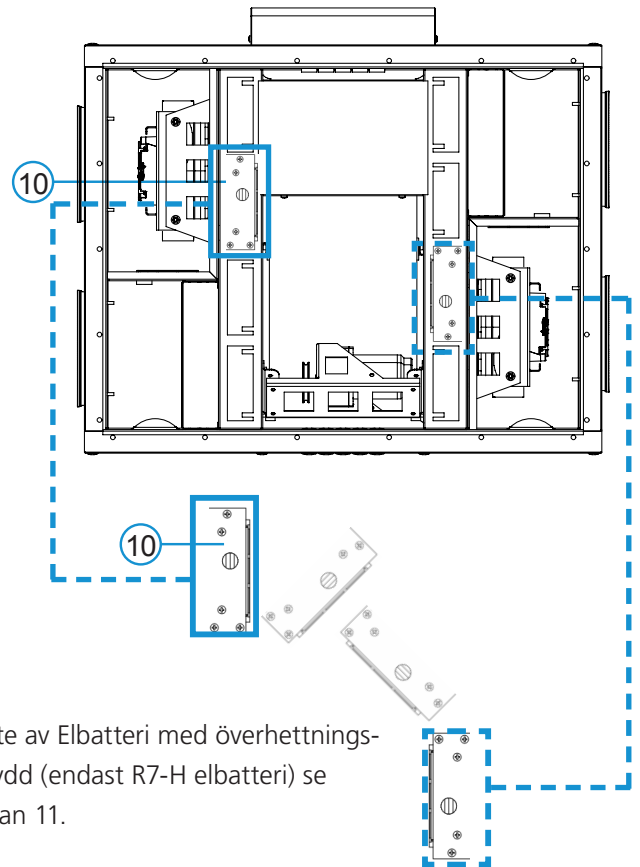 10
10
te av Elbatteri med överhettnings-
ydd (endast R7-H elbatteri) se
an 11.